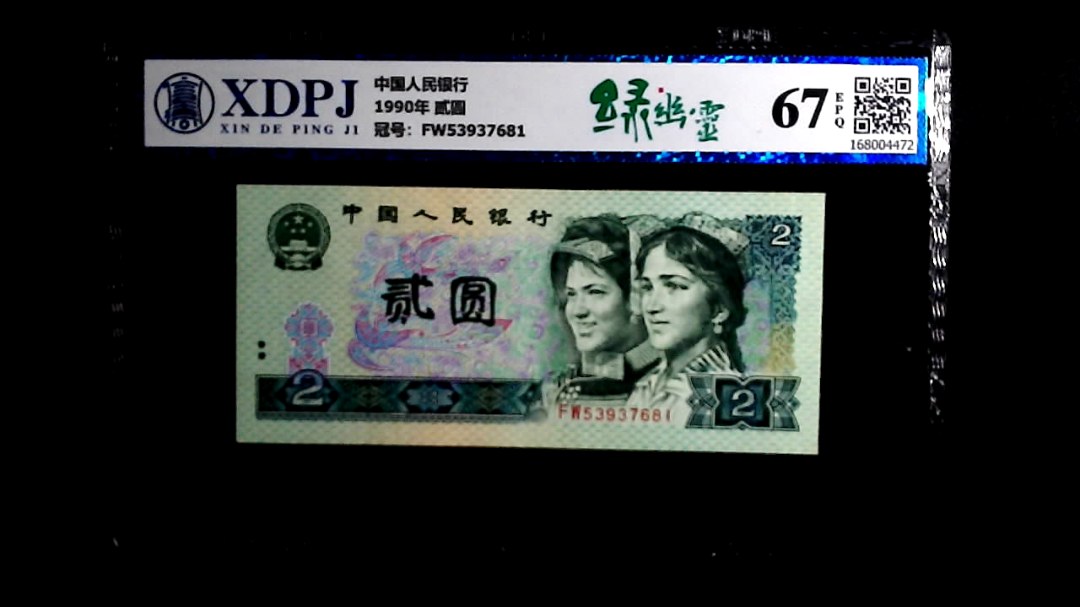 XDPJ
XIN DE PING JI
中国人民银行
1990年 贰圆
冠号：FW53937681
绿幽·靈
67
EPQ
168004472
中国人民银行
贰圆
2
2
FW53937681
2